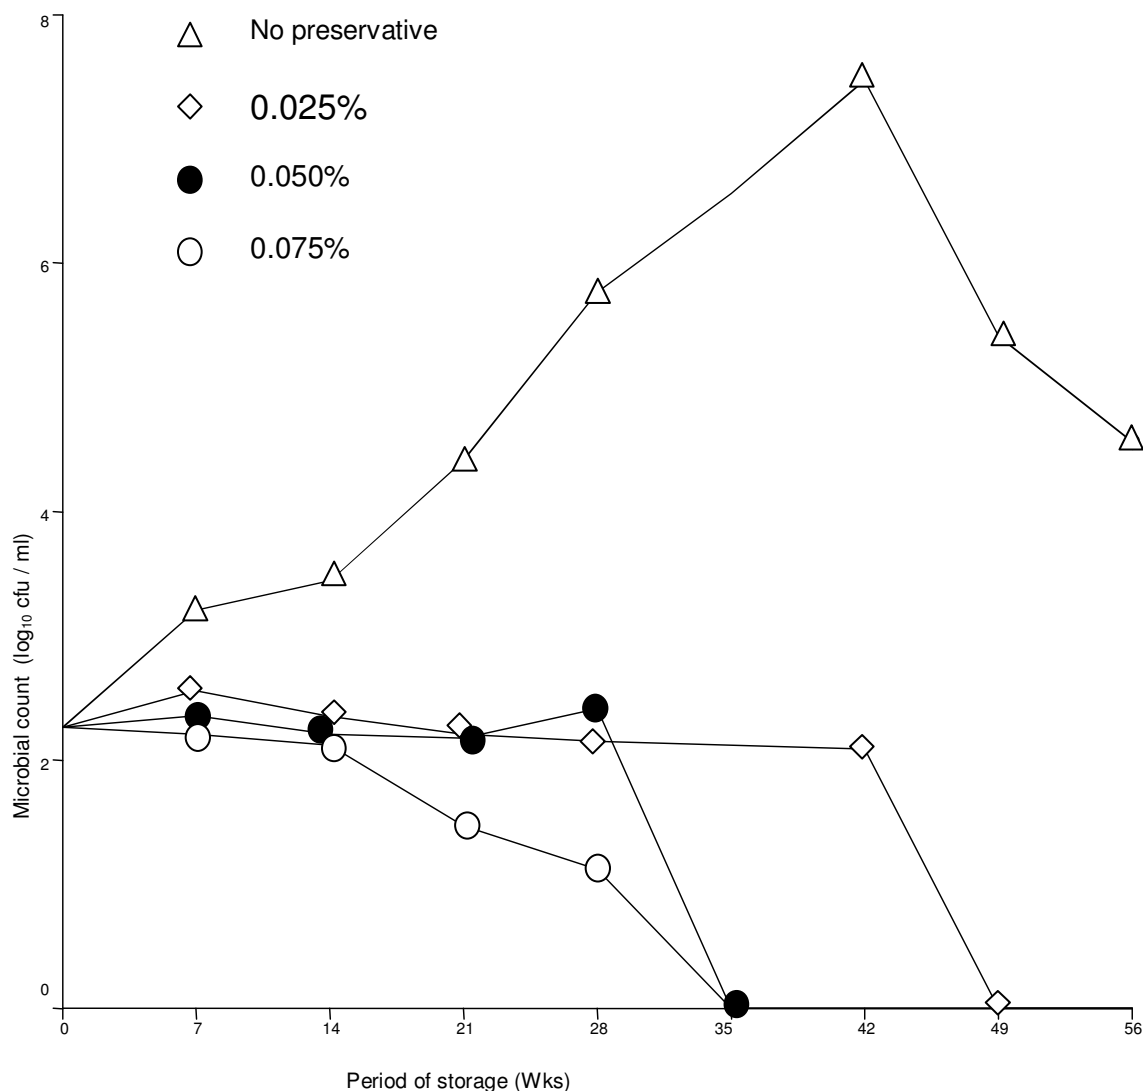 8
No preservative
0.025%
0.050%
0.075%
6
4
2
0
Microbial count (log₁₀ cfu / ml)
0 7 14 21 28 35 42 49 56
Period of storage (Wks)